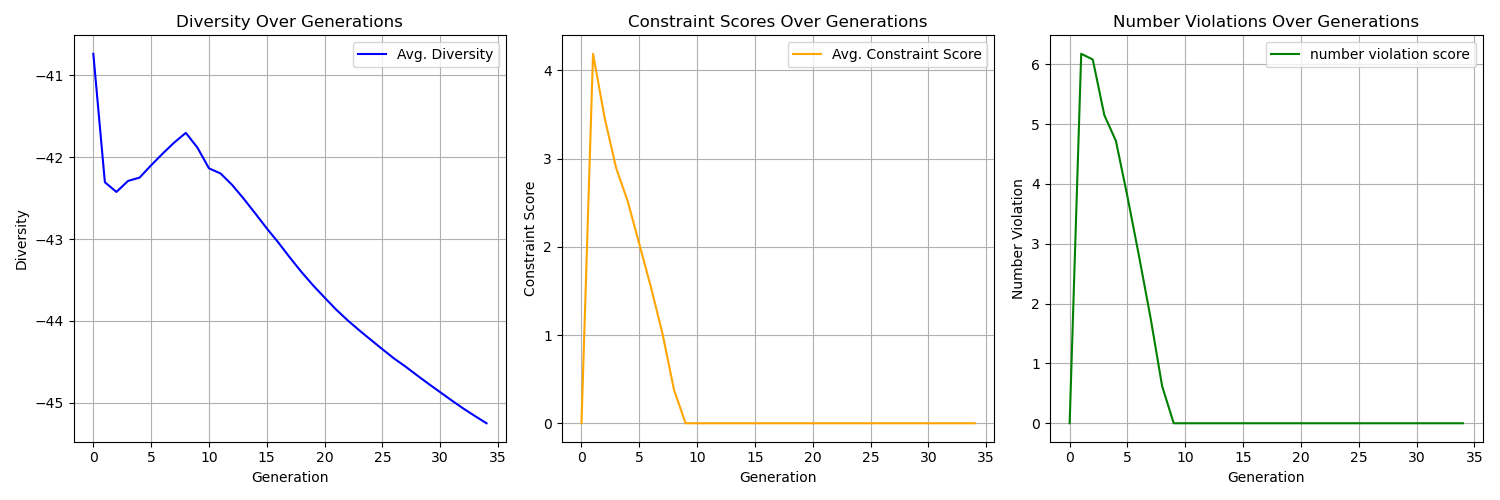 Diversity Over Generations
Avg. Diversity
−41
−42
−43
−44
−45
Diversity
0 5 10 15 20 25 30 35
Generation
Constraint Scores Over Generations
Avg. Constraint Score
4
3
2
1
0
Constraint Score
0 5 10 15 20 25 30 35
Generation
Number Violations Over Generations
number violation score
6
5
4
3
2
1
0
Number Violation
0 5 10 15 20 25 30 35
Generation